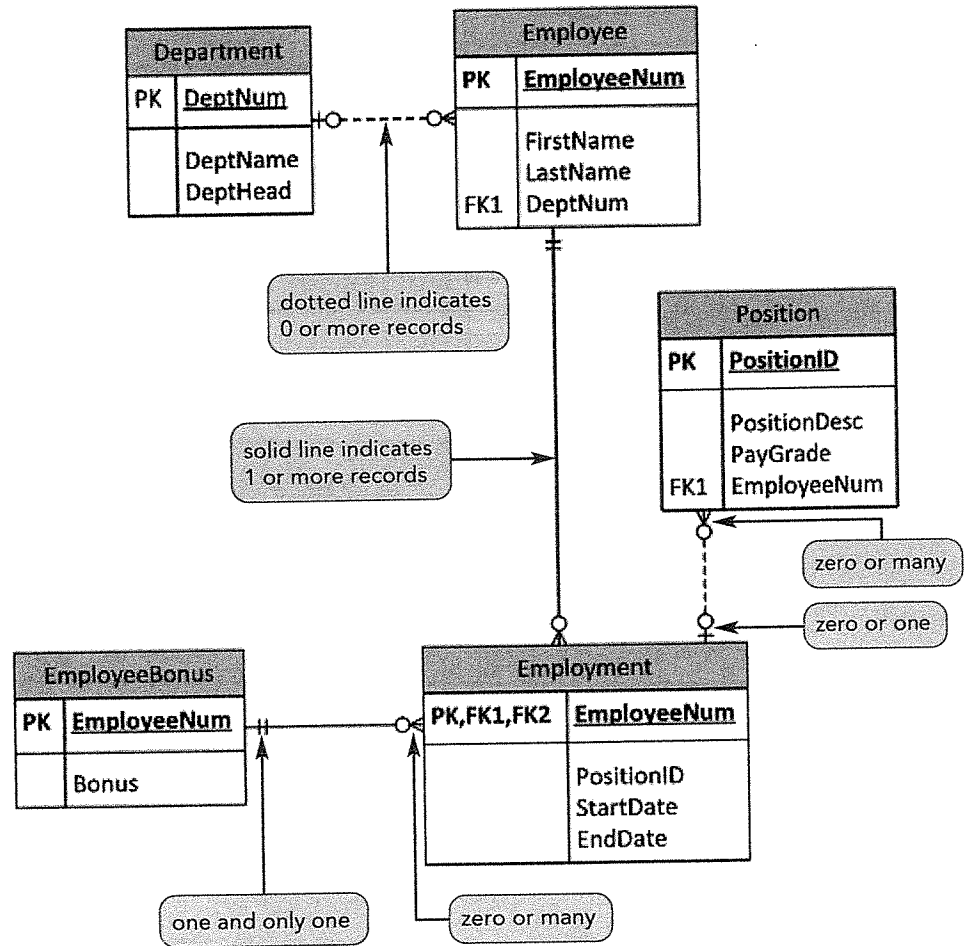 Department
PK DeptNum
DeptName
DeptHead
Employee
PK EmployeeNum
FirstName
LastName
FK1 DeptNum
dotted line indicates
0 or more records
solid line indicates
1 or more records
Position
PK PositionID
PositionDesc
PayGrade
FK1 EmployeeNum
zero or many
zero or one
EmployeeBonus
PK EmployeeNum
Bonus
Employment
PK,FK1,FK2 EmployeeNum
PositionID
StartDate
EndDate
one and only one
zero or many